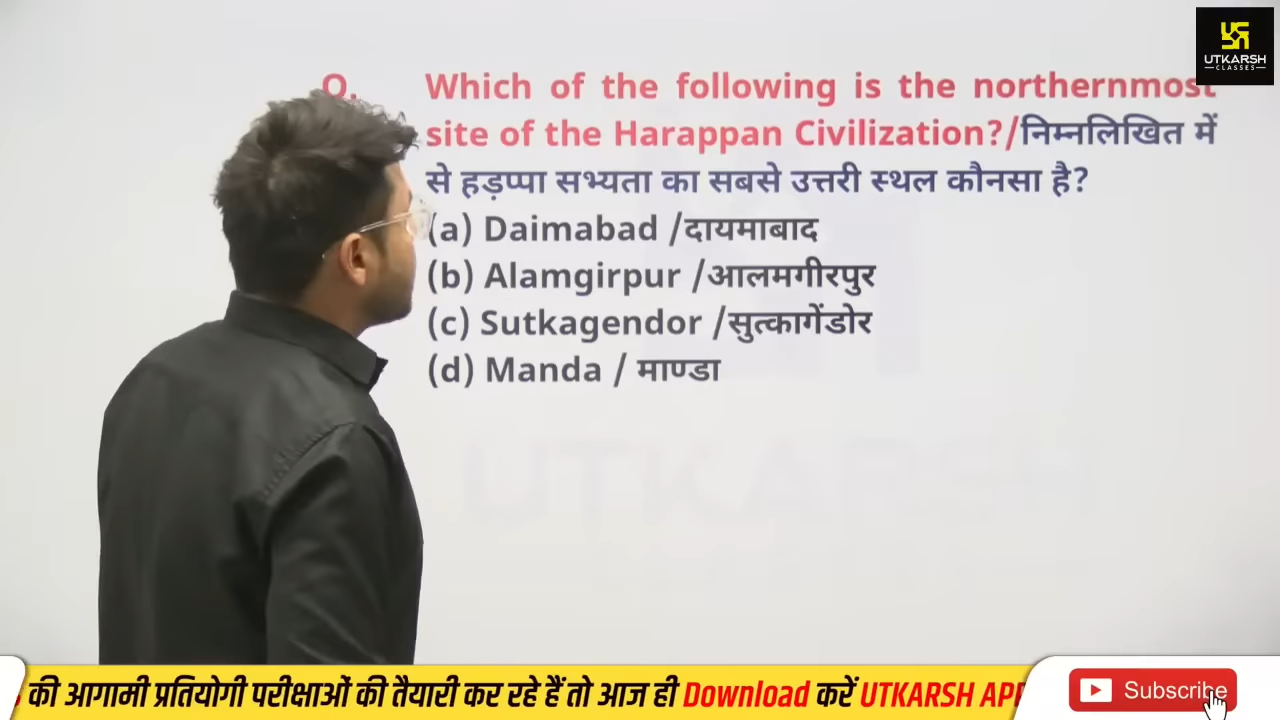 UTKARSH
CLASSES
Q. Which of the following is the northernmost
site of the Harappan Civilization?/निम्नलिखित में
से हड़प्पा सभ्यता का सबसे उत्तरी स्थल कौनसा है?
(a) Daimabad /दायमाबाद
(b) Alamgirpur /आलमगीरपुर
(c) Sutkagendor /सुत्कागेंडोर
(d) Manda / माण्डा
UTKARSH
की आगामी प्रतियोगी परीक्षाओं की तैयारी कर रहे हैं तो आज ही Download करें UTKARSH APP
Subscribe